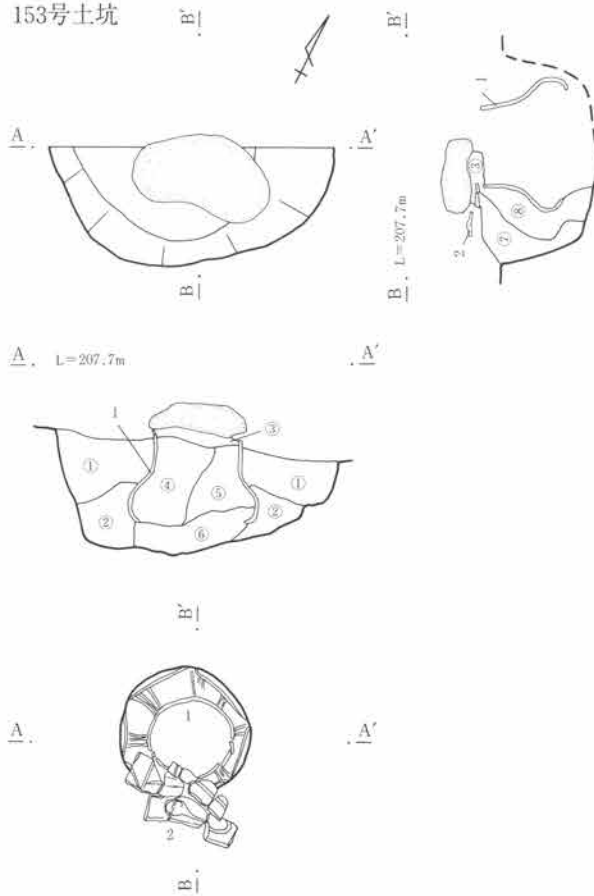 153号土坑
B'
A
A'
B
B'
1
③
⑧
⑦
2
B
L=207.7m
A
L=207.7m
A'
1
③
①
④
⑤
①
②
②
⑥
B'
1
A
A'
2
B